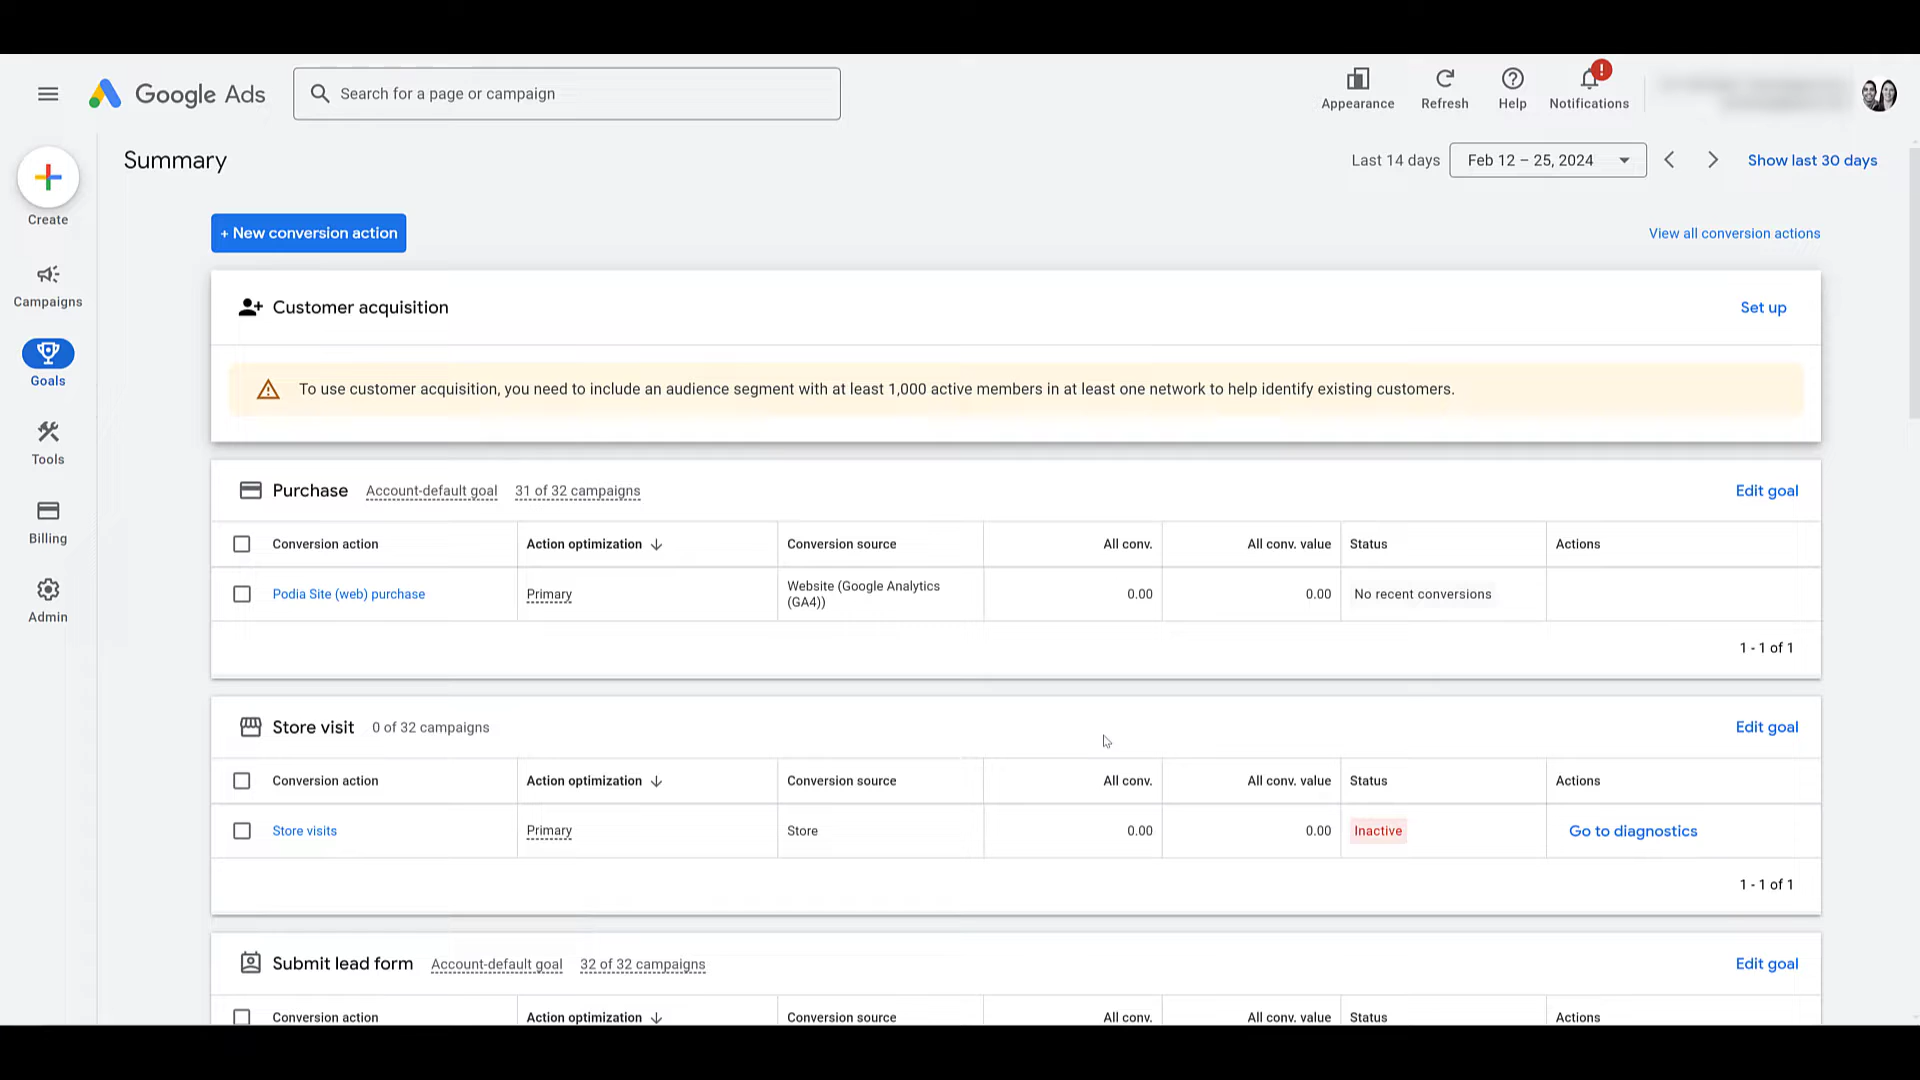 Google Ads
Search for a page or campaign
Appearance
Refresh
Help
!
Notifications
Summary
Last 14 days
Feb 12 – 25, 2024
Show last 30 days
Create
Campaigns
Goals
Tools
Billing
Admin
+ New conversion action
View all conversion actions
Customer acquisition
Set up
To use customer acquisition, you need to include an audience segment with at least 1,000 active members in at least one network to help identify existing customers.
Purchase Account-default goal 31 of 32 campaigns
Edit goal
Conversion action Action optimization Conversion source All conv. All conv. value Status Actions
Podia Site (web) purchase Primary Website (Google Analytics
(GA4)) 0.00 0.00 No recent conversions
1 - 1 of 1
Store visit 0 of 32 campaigns
Edit goal
Conversion action Action optimization Conversion source All conv. All conv. value Status Actions
Store visits Primary Store 0.00 0.00 Inactive Go to diagnostics
1 - 1 of 1
Submit lead form Account-default goal 32 of 32 campaigns
Edit goal
Conversion action Action optimization Conversion source All conv. All conv. value Status Actions